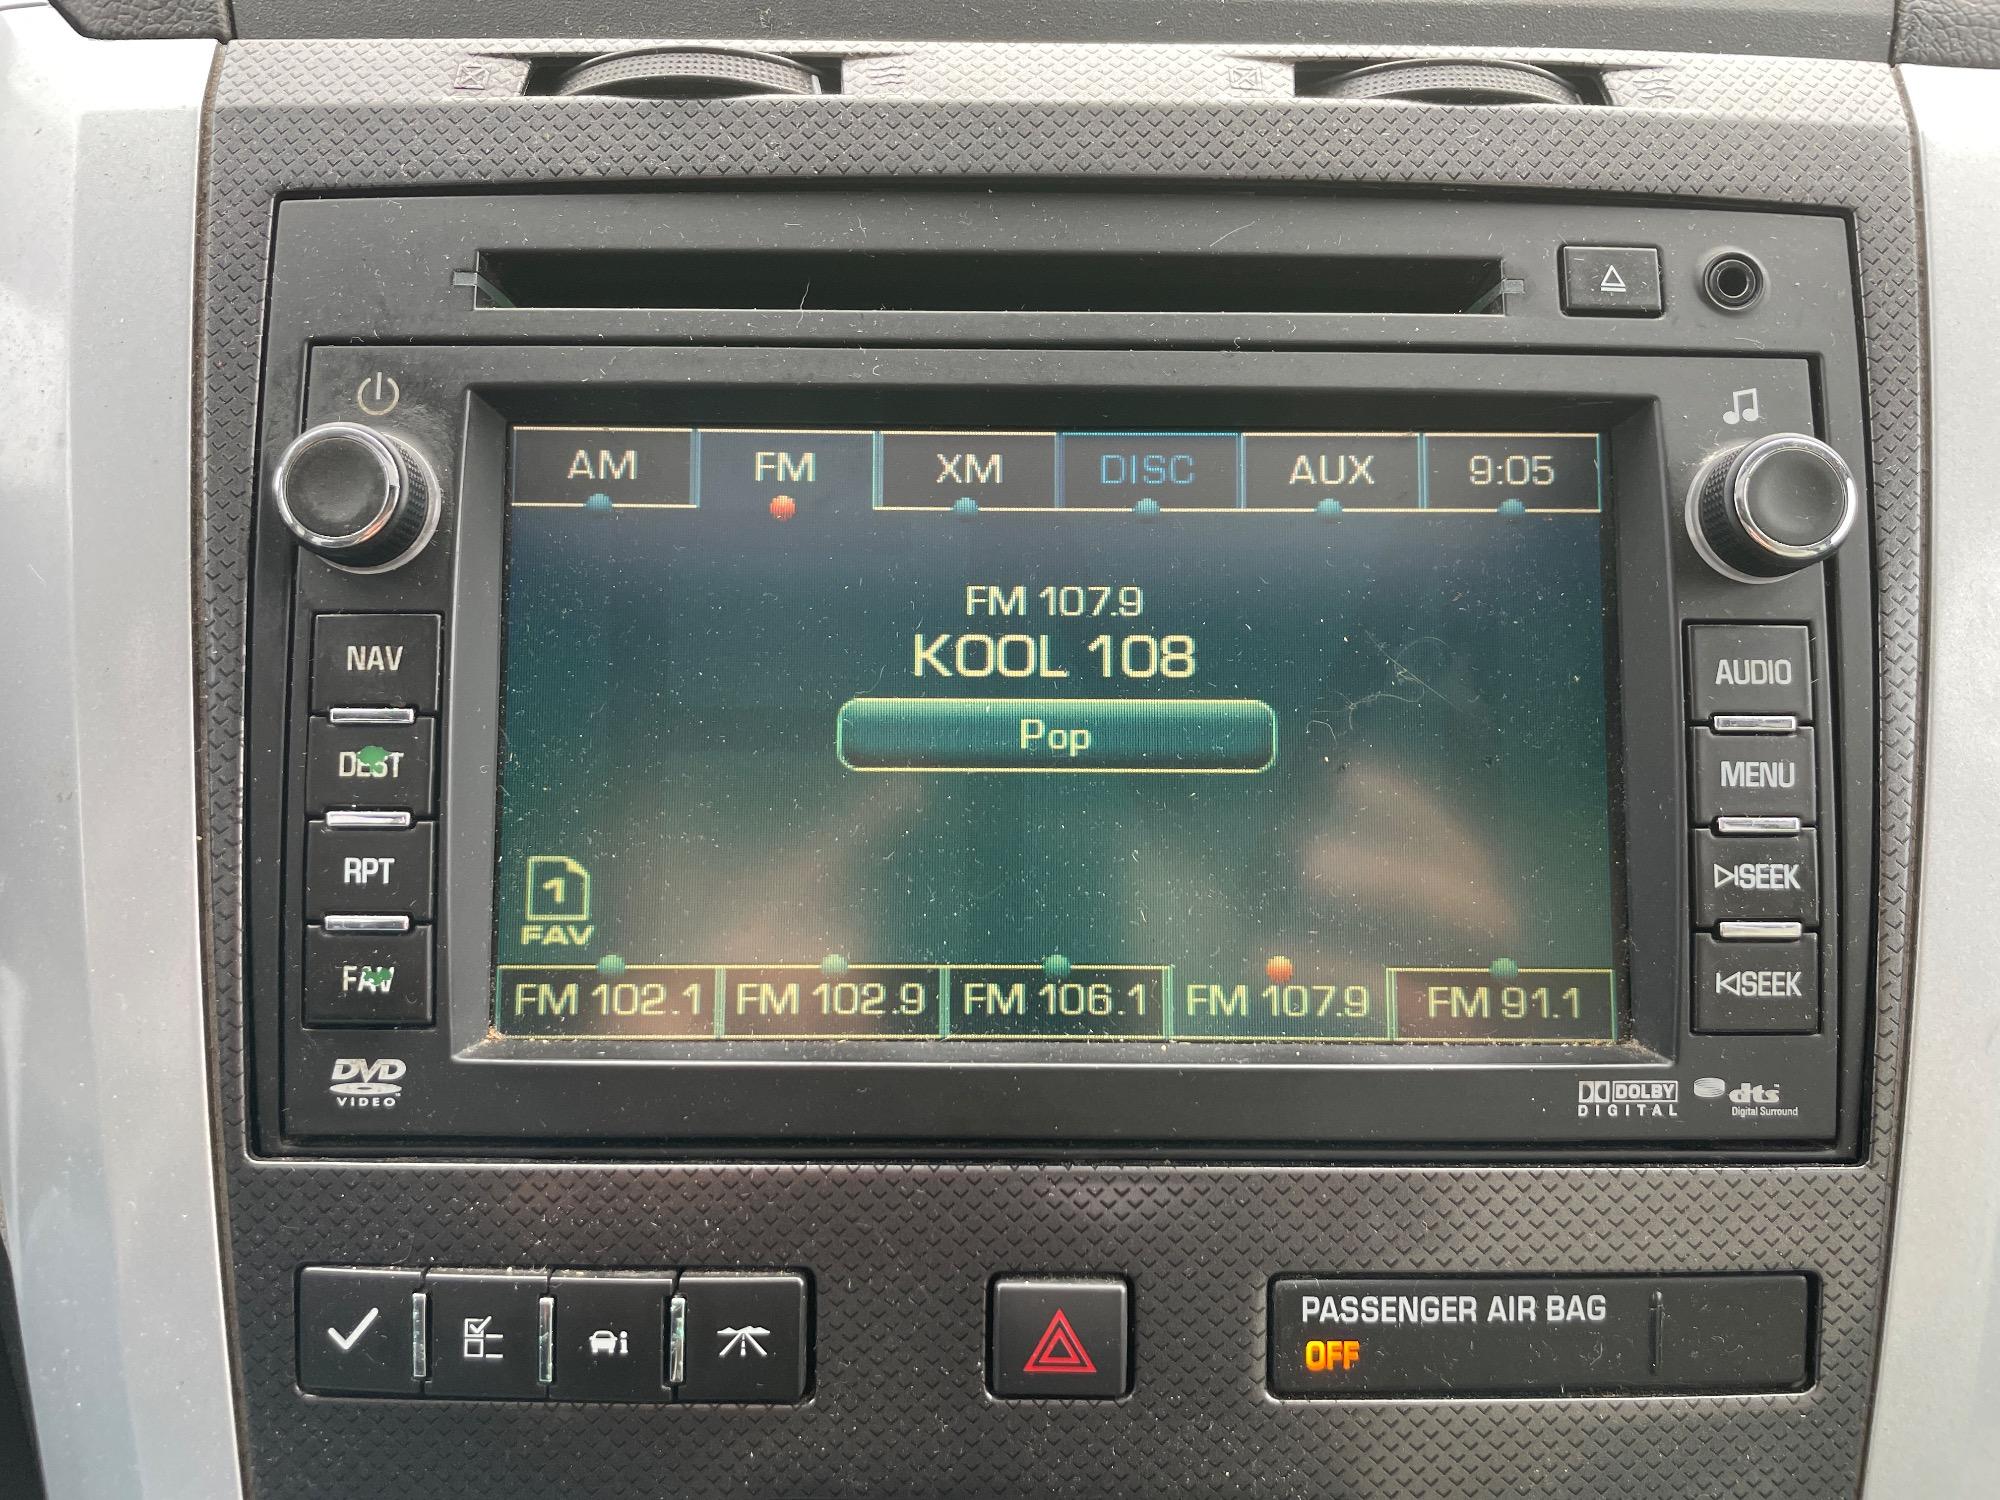 AM FM XM DISC AUX 9:05
FM 107.9
KOOL 108
Pop
1
FAV
FM 102.1 FM 102.9 FM 106.1 FM 107.9 FM 91.1
NAV
DEST
RPT
FAV
AUDIO
MENU
SEEK
SEEK
DVD
VIDEO
DOLBY
DIGITAL
dts
Digital Surround
PASSENGER AIR BAG
OFF
i